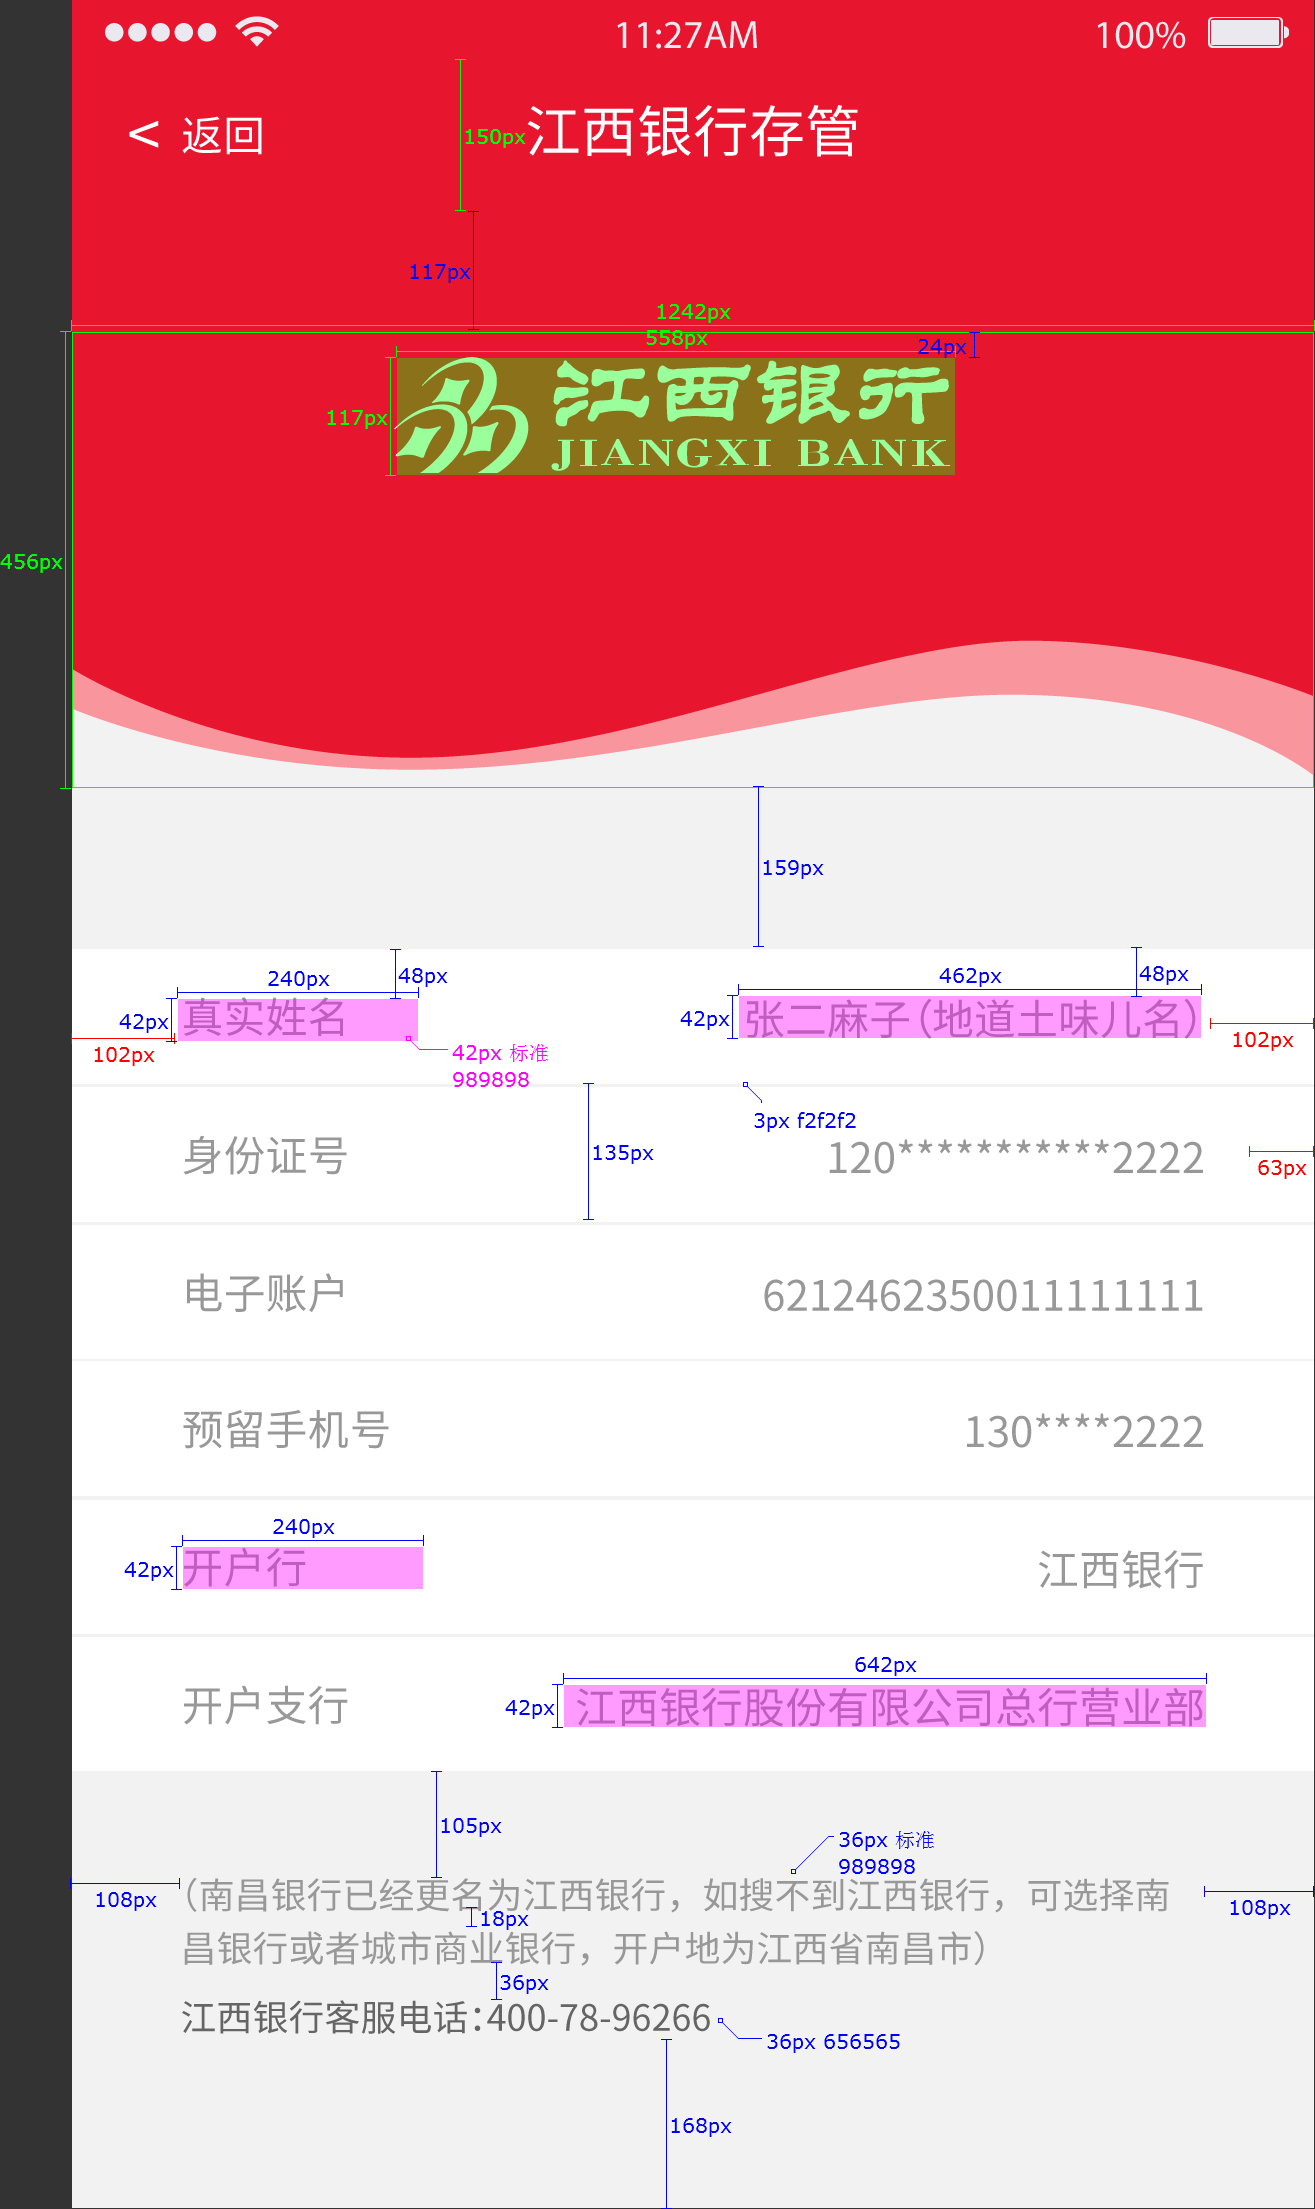 11:27AM 100%
< 返回 150px 江西银行存管
117px
1242px
558px
24px
117px 江西银行
JIANGXI BANK
456px
159px
240px 48px 462px 48px
42px 真实姓名 42px 张二麻子(地道土味儿名)
102px 42px 标准 102px
989898
3px f2f2f2
身份证号 135px 120***********2222
63px
电子账户 6212462350011111111
预留手机号 130****2222
240px
42px 开户行 江西银行
642px
开户支行 42px 江西银行股份有限公司总行营业部
105px 36px 标准
989898
108px 108px
(南昌银行已经更名为江西银行，如搜不到江西银行，可选择南
18px
昌银行或者城市商业银行，开户地为江西省南昌市)
36px
江西银行客服电话:400-78-96266
36px 656565
168px